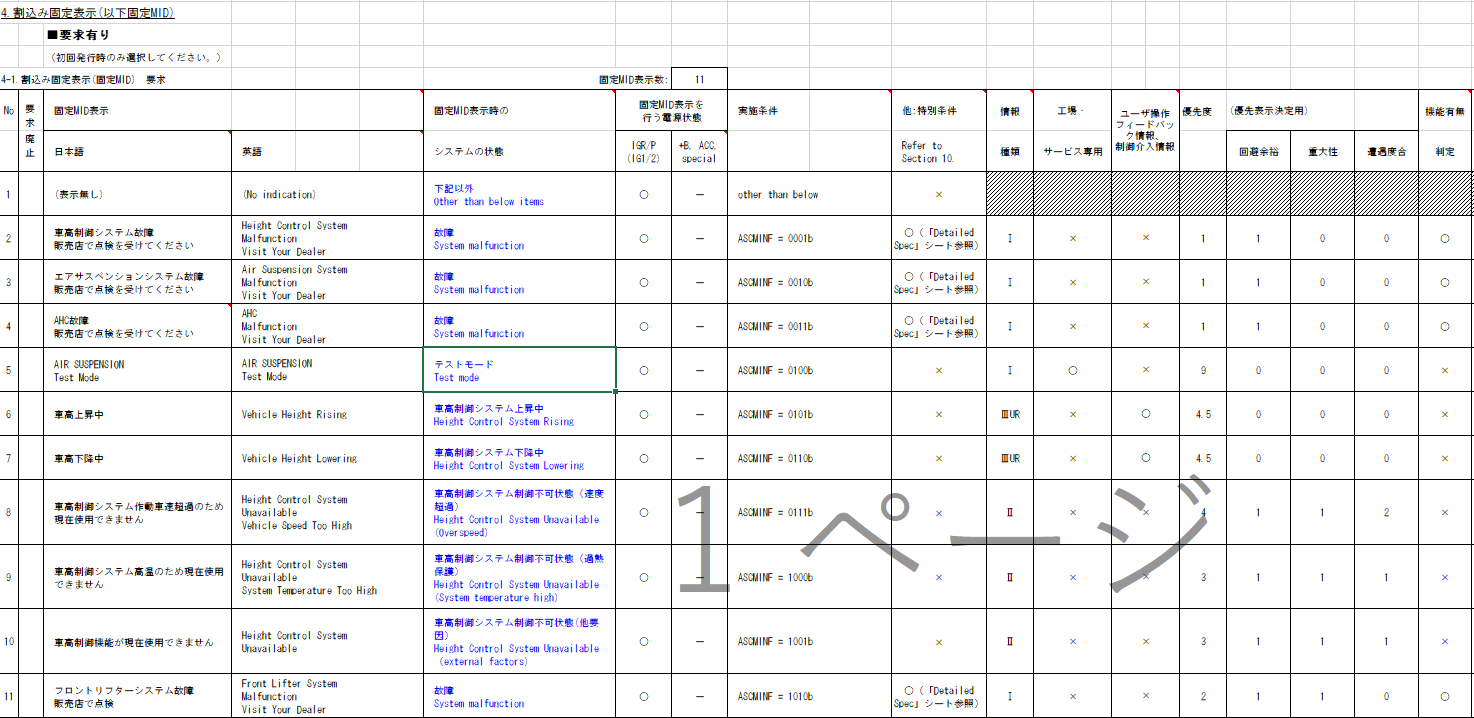 4.割込み固定表示(以下固定MID)
■要求有り
(初回発行時のみ選択してください。)
4-1.割込み固定表示(固定MID) 要求 固定MID表示数: 11
No 要求 廃止 固定MID表示 固定MID表示時の 固定MID表示を行う電源状態 実施条件 他:特別条件 情報 工場・ ユーザ操作フィードバック情報、制御介入情報 優先度 (優先表示決定用) 機能有無
日本語 英語 システムの状態 IGR/P (IG1/2) +B, ACC, special Refer to Section 10. 種類 サービス専用 回避余裕 重大性 遭遇度合 判定
1 (表示無し) (No indication) 下記以外 ○ － other than below ×
Other than below items
2 車高制御システム故障 Height Control System 故障 ○ － ASCMINF = 0001b ○(「Detailed I × × 1 1 0 0 ○
販売店で点検を受けてください Malfunction System malfunction Spec」シート参照)
Visit Your Dealer
3 エアサスペンションシステム故障 Air Suspension System 故障 ○ － ASCMINF = 0010b ○(「Detailed I × × 1 1 0 0 ○
販売店で点検を受けてください Malfunction System malfunction Spec」シート参照)
Visit Your Dealer
4 AHC故障 AHC 故障 ○ － ASCMINF = 0011b ○(「Detailed I × × 1 1 0 0 ○
販売店で点検を受けてください Malfunction System malfunction Spec」シート参照)
Visit Your Dealer
5 AIR SUSPENSION AIR SUSPENSION テストモード ○ － ASCMINF = 0100b × I ○ × 9 0 0 0 ×
Test Mode Test Mode Test mode
6 車高上昇中 Vehicle Height Rising 車高制御システム上昇中 ○ － ASCMINF = 0101b × ⅢUR × ○ 4.5 0 0 0 ×
Height Control System Rising
7 車高下降中 Vehicle Height Lowering 車高制御システム下降中 ○ － ASCMINF = 0110b × ⅢUR × ○ 4.5 0 0 0 ×
Height Control System Lowering
8 車高制御システム作動車速超過のため Height Control System 車高制御システム制御不可状態(速度 ○ － ASCMINF = 0111b × Ⅱ × × 4 1 1 2 ×
現在使用できません Unavailable 超過)
Vehicle Speed Too High Height Control System Unavailable
(Overspeed)
9 車高制御システム高温のため現在使用 Height Control System 車高制御システム制御不可状態(過熱 ○ － ASCMINF = 1000b × Ⅱ × × 3 1 1 1 ×
できません Unavailable 保護)
System Temperature Too High Height Control System Unavailable
(System temperature high)
10 車高制御機能が現在使用できません Height Control System 車高制御システム制御不可状態(他要 ○ － ASCMINF = 1001b × Ⅱ × × 3 1 1 1 ×
Unavailable 因)
Height Control System Unavailable
(external factors)
11 フロントリフターシステム故障 Front Lifter System 故障 ○ － ASCMINF = 1010b ○(「Detailed I × × 2 1 1 0 ○
販売店で点検 Malfunction System malfunction Spec」シート参照)
Visit Your Dealer
1 ページ